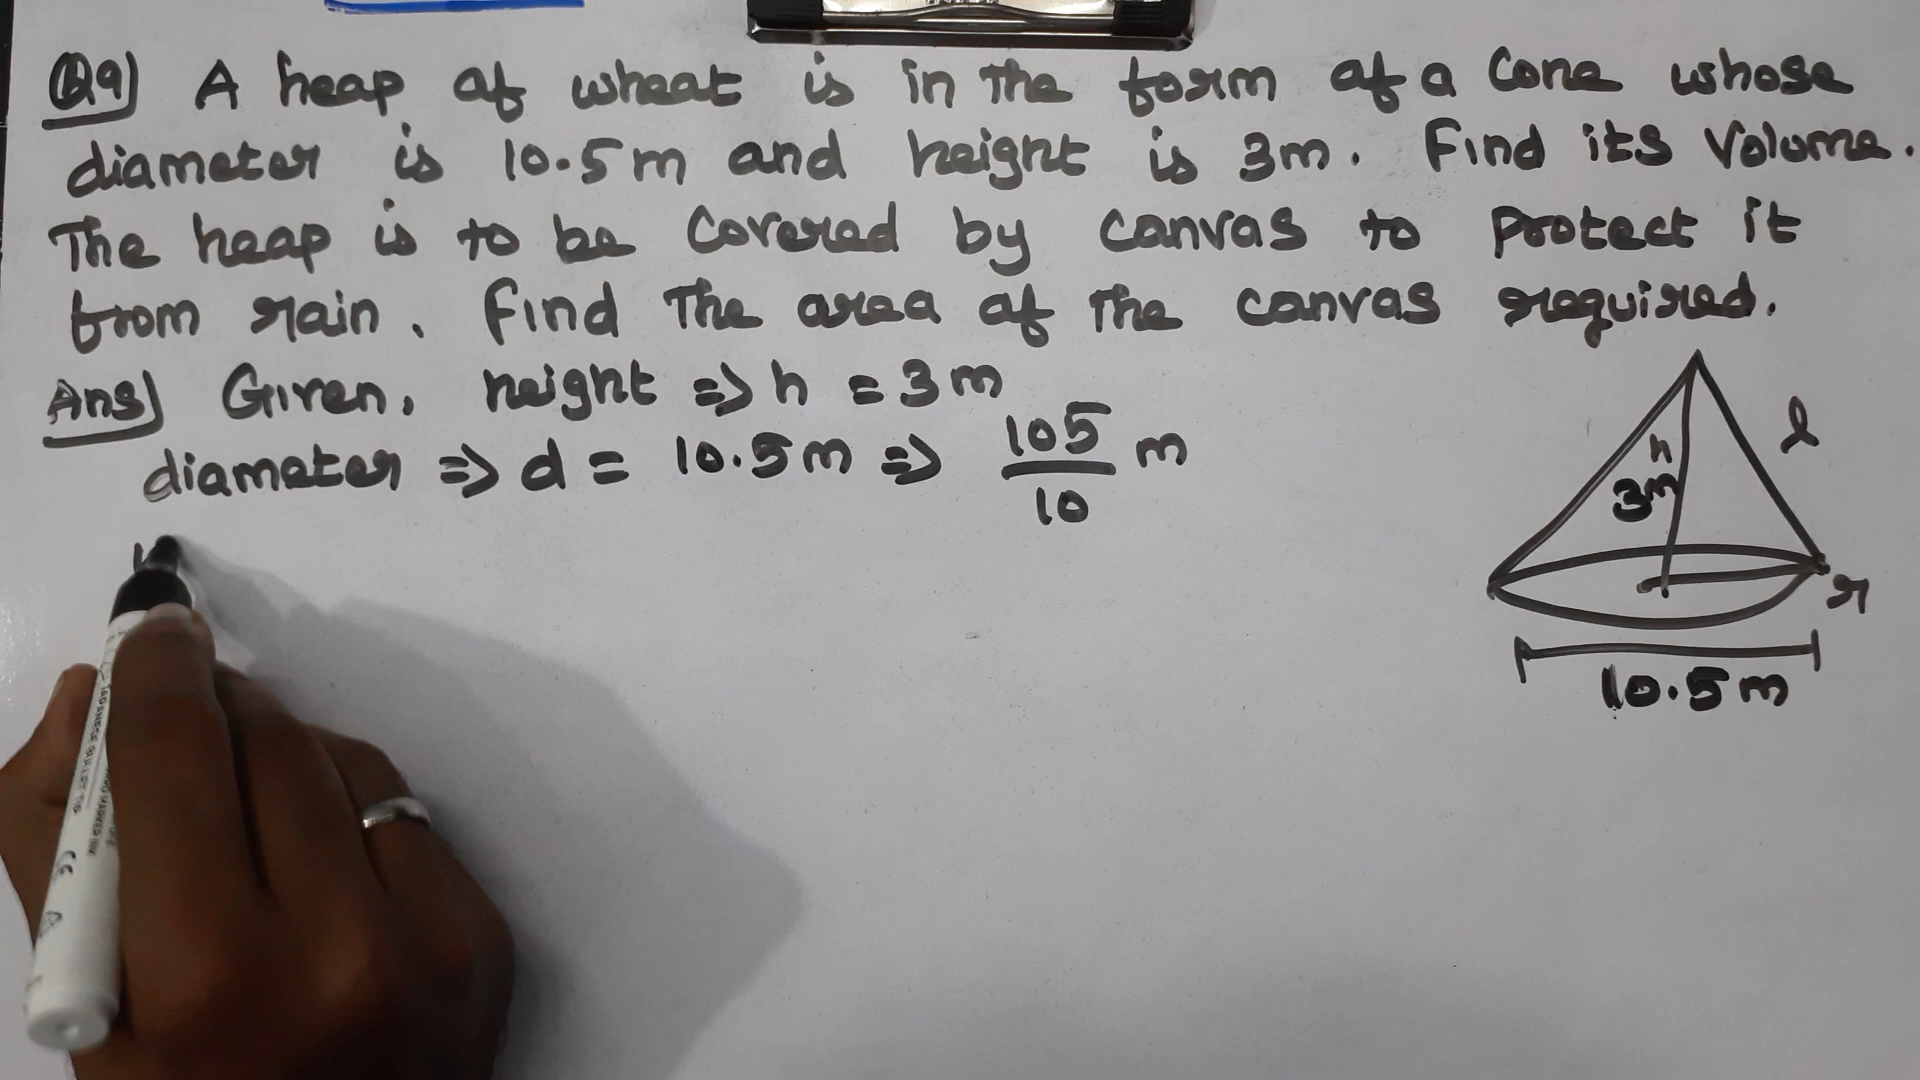 Q9) A heap of wheat is in the form of a cone whose
diameter is 10.5m and height is 3m. Find its Volume.
The heap is to be covered by canvas to protect it
from rain. Find the area of the canvas required.
Ans) Given, height => h = 3m
diameter => d = 10.5m => 105/10 m
h
3m
l
r
10.5m
CE